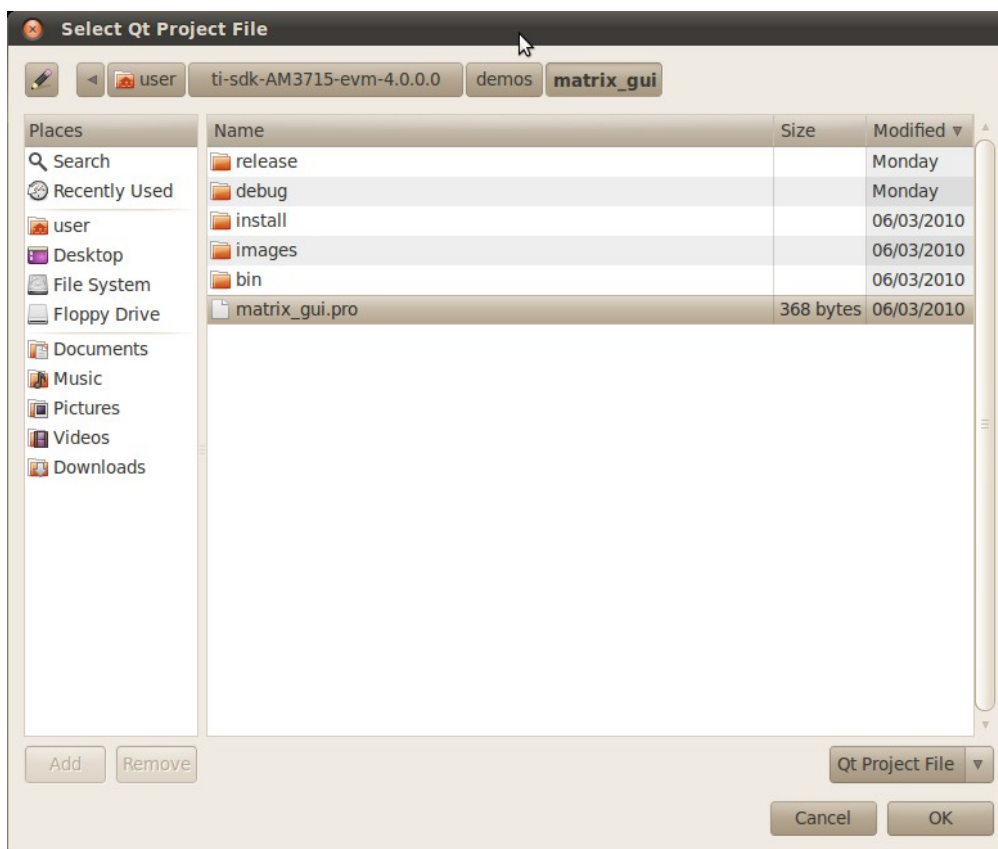 Select Qt Project File
user ti-sdk-AM3715-evm-4.0.0.0 demos matrix_gui
Places Name Size Modified
Search release Monday
Recently Used debug Monday
user install 06/03/2010
Desktop images 06/03/2010
File System bin 06/03/2010
Floppy Drive matrix_gui.pro 368 bytes 06/03/2010
Documents
Music
Pictures
Videos
Downloads
Add Remove Qt Project File
Cancel OK